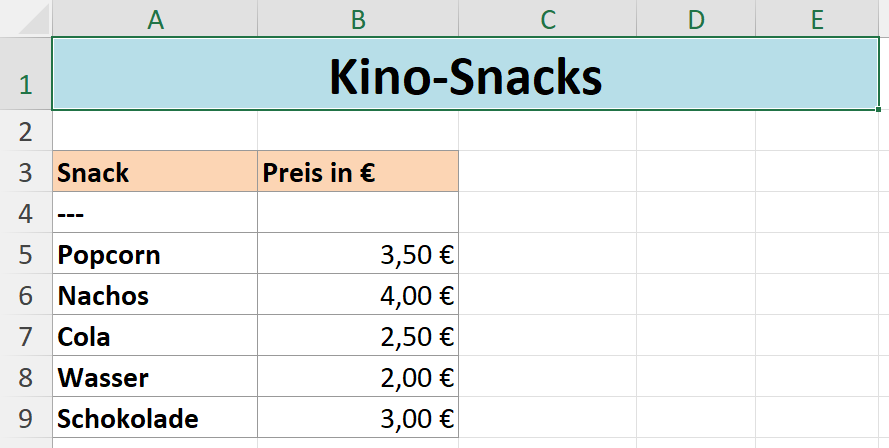 A B C D E
1 Kino-Snacks
2
3 Snack Preis in €
4 ---
5 Popcorn 3,50 €
6 Nachos 4,00 €
7 Cola 2,50 €
8 Wasser 2,00 €
9 Schokolade 3,00 €